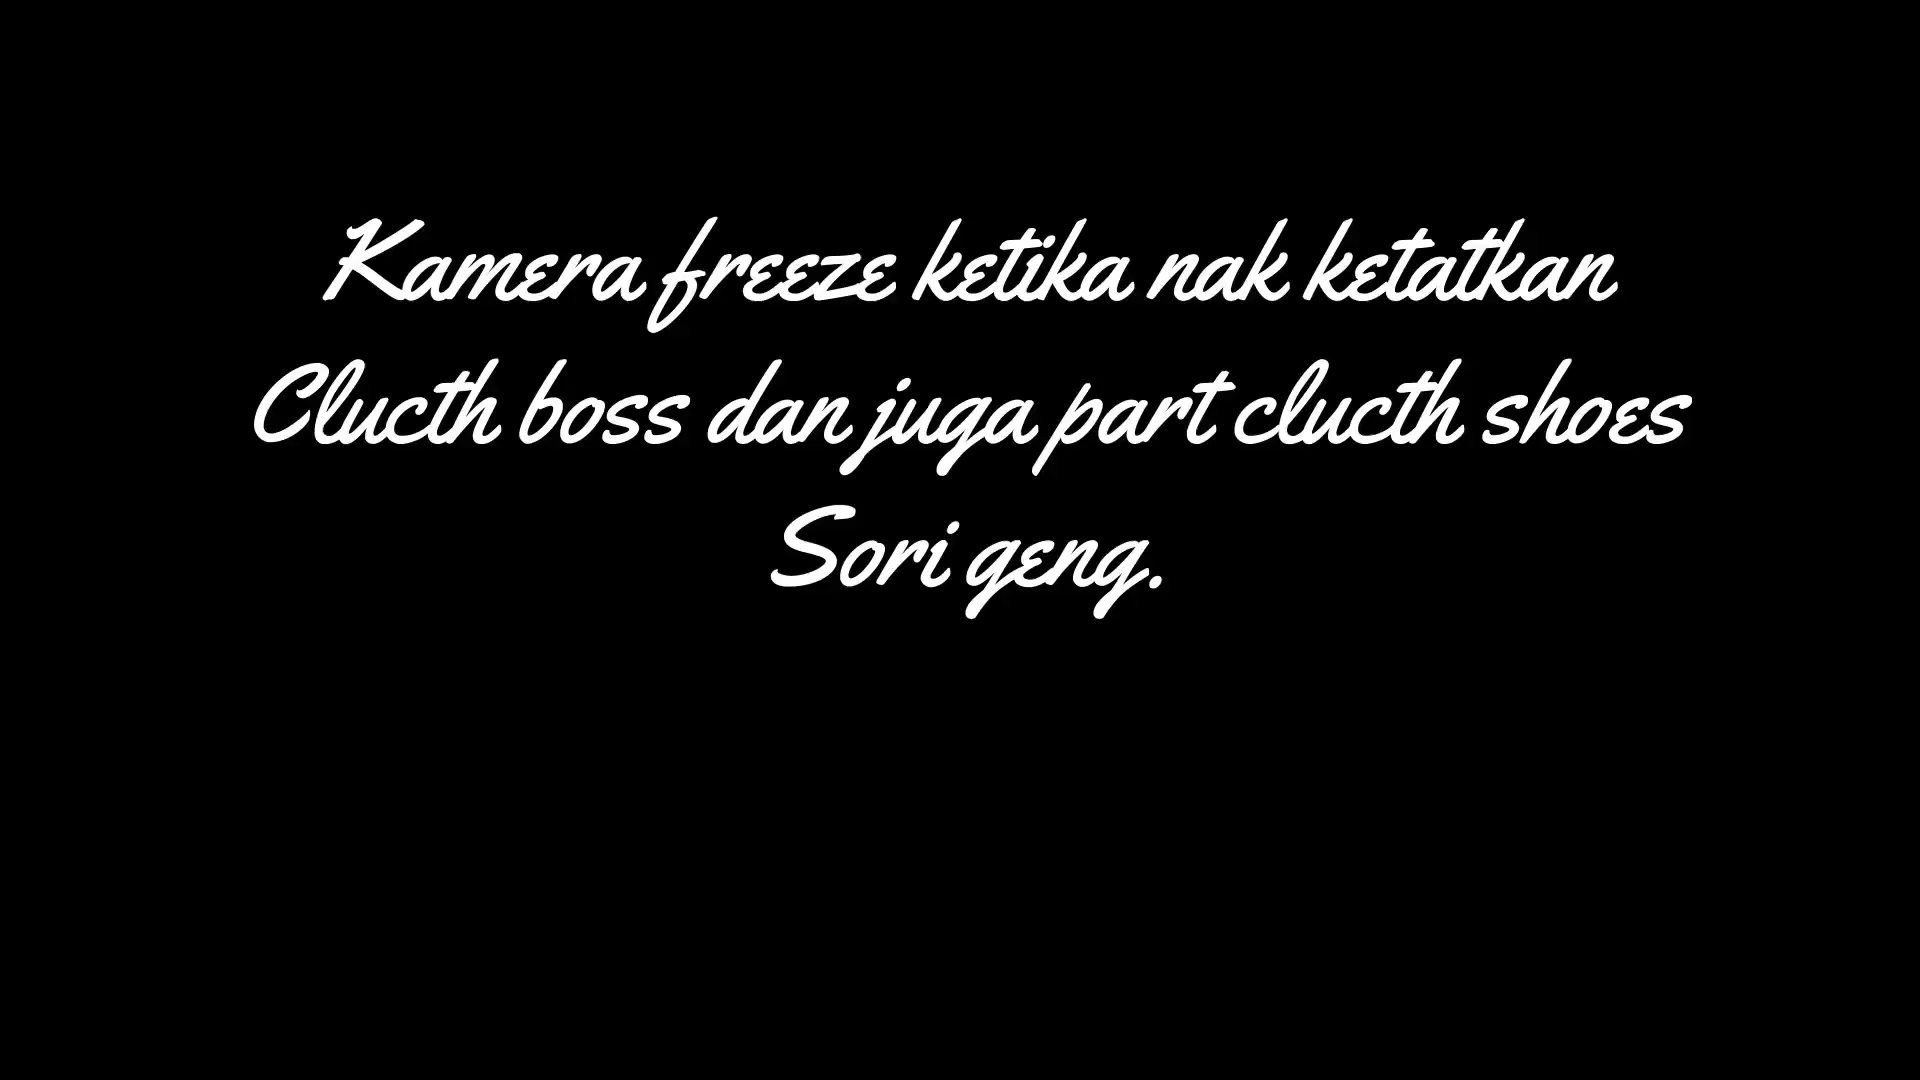 Kamera freeze ketika nak ketatkan
Clucth boss dan juga part clucth shoes
Sori geng.